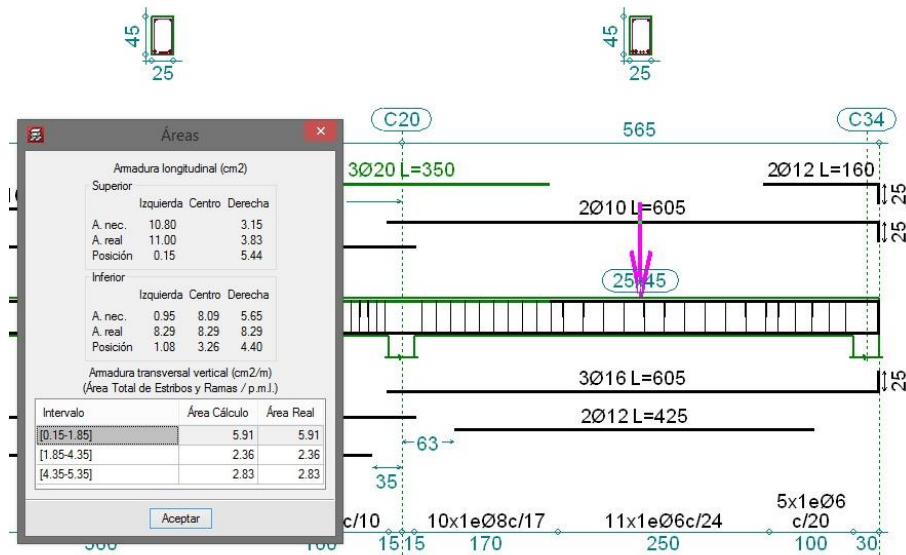 45
25
45
25
Áreas
Armadura longitudinal (cm2)
Superior
Izquierda Centro Derecha
A. nec. 10.80 3.15
A. real 11.00 3.83
Posición 0.15 5.44
Inferior
Izquierda Centro Derecha
A. nec. 0.95 8.09 5.65
A. real 8.29 8.29 8.29
Posición 1.08 3.26 4.40
Armadura transversal vertical (cm2/m)
(Área Total de Estribos y Ramas / p.m.l.)
Intervalo Área Cálculo Área Real
[0.15-1.85] 5.91 5.91
[1.85-4.35] 2.36 2.36
[4.35-5.35] 2.83 2.83
Aceptar
C20
565
C34
3Ø20 L=350
2Ø12 L=160
25
2Ø10 L=605
25
3Ø16 L=605
25
2Ø12 L=425
63
35
c/10
10x1eØ8c/17
11x1eØ6c/24
5x1eØ6
c/20
15
15
170
250
100
30